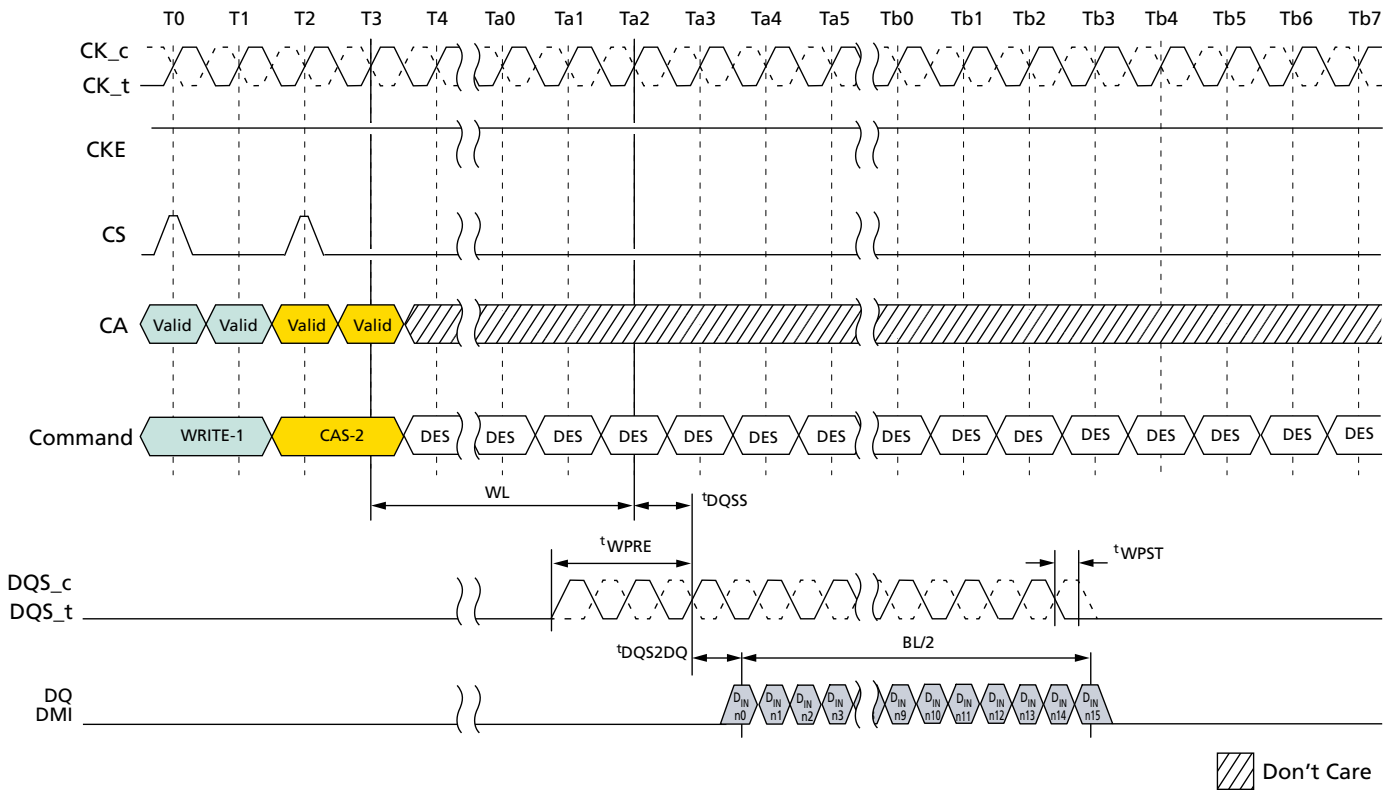 T0 T1 T2 T3 T4 Ta0 Ta1 Ta2 Ta3 Ta4 Ta5 Tb0 Tb1 Tb2 Tb3 Tb4 Tb5 Tb6 Tb7
CK_c
CK_t
CKE
CS
CA Valid Valid Valid Valid
Command WRITE-1 CAS-2 DES DES DES DES DES DES DES DES DES DES DES DES DES DES DES
WL tDQSS
tWPRE tWPST
DQS_c
DQS_t
tDQS2DQ BL/2
DQ
DMI
DIN n0 DIN n1 DIN n2 DIN n3 DIN n9 DIN n10 DIN n11 DIN n12 DIN n13 DIN n14 DIN n15
Don't Care